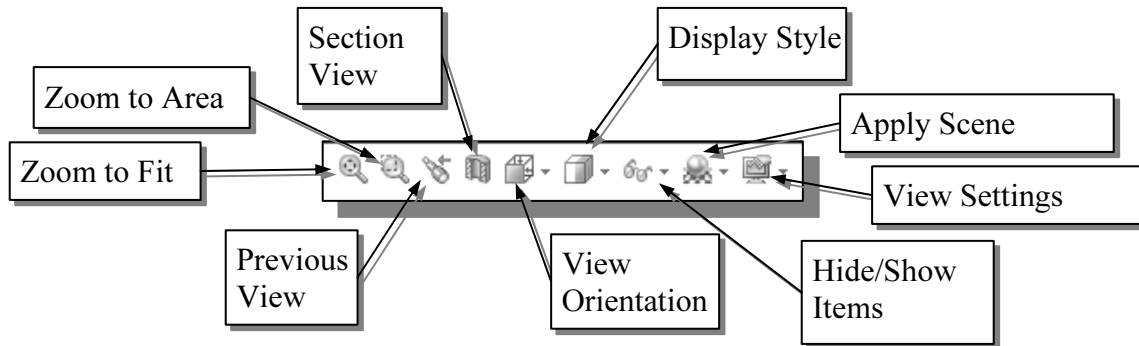 Section
View
Display Style
Zoom to Area
Apply Scene
Zoom to Fit
View Settings
Previous
View
View
Orientation
Hide/Show
Items